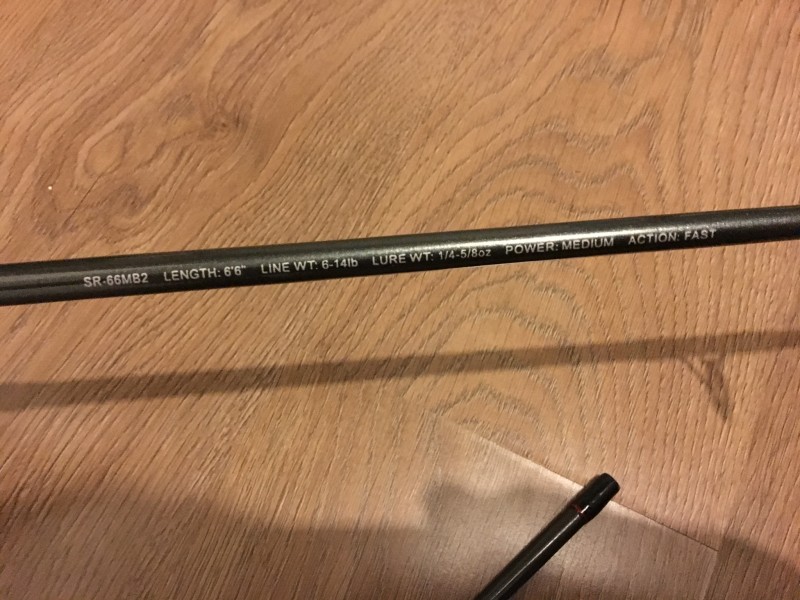 SR-66MB2 LENGTH: 6'6" LINE WT: 6-14lb LURE WT: 1/4-5/8oz POWER: MEDIUM ACTION: FAST